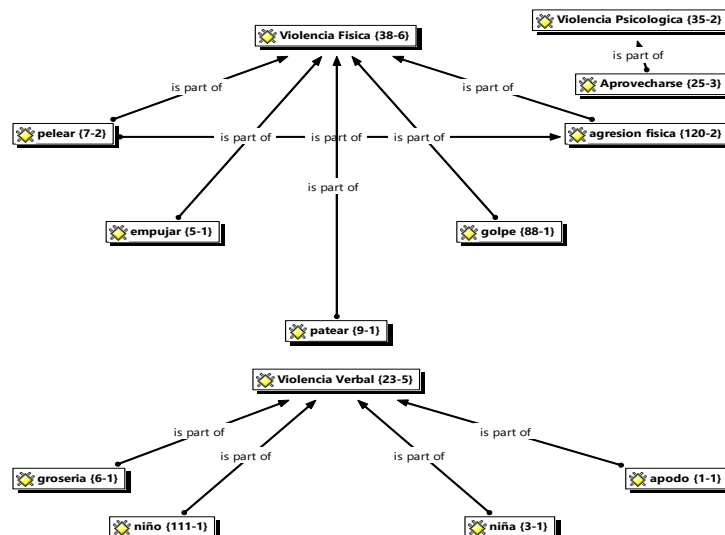 Violencia Psicologica {35-2}
Violencia Fisica {38-6}
is part of
Aprovecharse {25-3}
is part of
is part of
pelear {7-2}
is part of
is part of
is part of
agresion fisica {120-2}
is part of
empujar {5-1}
golpe {88-1}
patear {9-1}
Violencia Verbal {23-5}
is part of
is part of
is part of
is part of
groseria {6-1}
apodo {1-1}
niño {111-1}
niña {3-1}